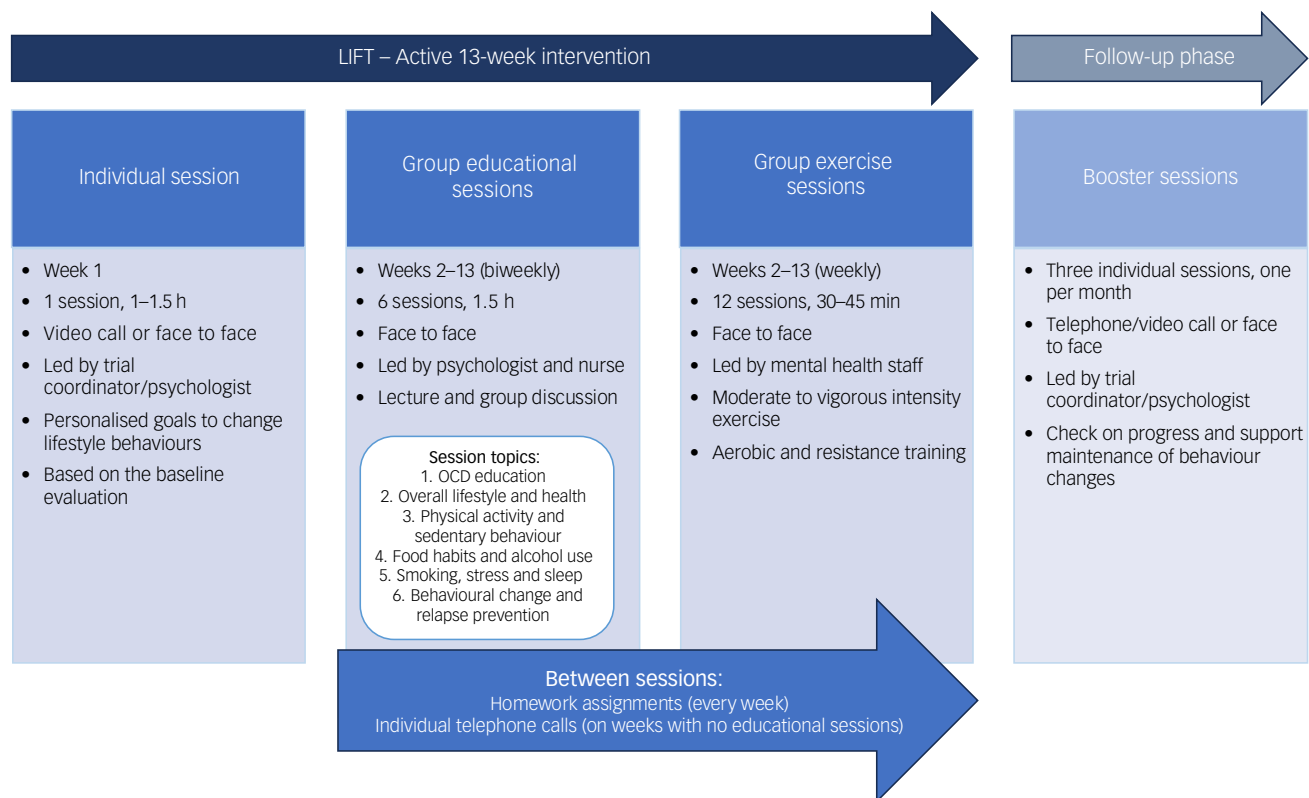 LIFT – Active 13-week intervention
Follow-up phase
Individual session
• Week 1
• 1 session, 1–1.5 h
• Video call or face to face
• Led by trial
coordinator/psychologist
• Personalised goals to change
lifestyle behaviours
• Based on the baseline
evaluation
Group educational
sessions
• Weeks 2–13 (biweekly)
• 6 sessions, 1.5 h
• Face to face
• Led by psychologist and nurse
• Lecture and group discussion
Session topics:
1. OCD education
2. Overall lifestyle and health
3. Physical activity and
sedentary behaviour
4. Food habits and alcohol use
5. Smoking, stress and sleep
6. Behavioural change and
relapse prevention
Group exercise
sessions
• Weeks 2–13 (weekly)
• 12 sessions, 30–45 min
• Face to face
• Led by mental health staff
• Moderate to vigorous intensity
exercise
• Aerobic and resistance training
Between sessions:
Homework assignments (every week)
Individual telephone calls (on weeks with no educational sessions)
Booster sessions
• Three individual sessions, one
per month
• Telephone/video call or face
to face
• Led by trial
coordinator/psychologist
• Check on progress and support
maintenance of behaviour
changes